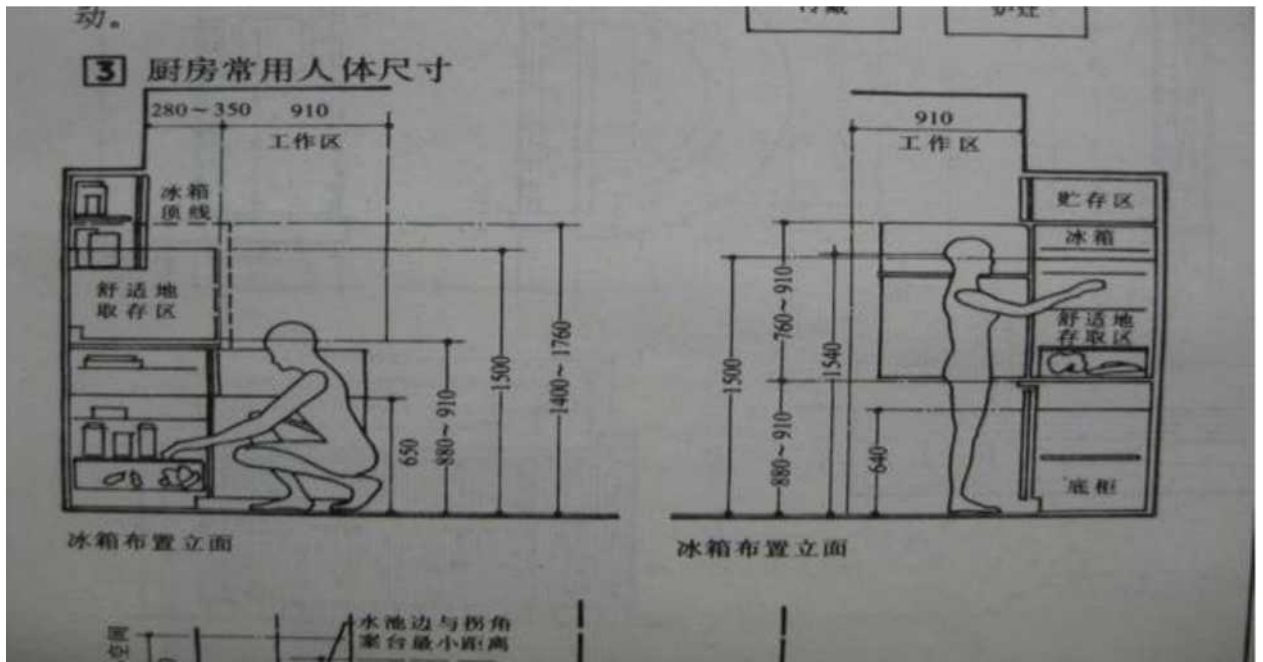 动。
3 厨房常用人体尺寸
280～350 910
工作区
冰箱
顶线
舒适地
取存区
650
880～910
1500
1400～1760
冰箱布置立面
910
工作区
贮存区
冰箱
舒适地
存取区
底柜
1500
760～910
880～910
1540
640
冰箱布置立面
水池边与拐角
案台最小距离
空间